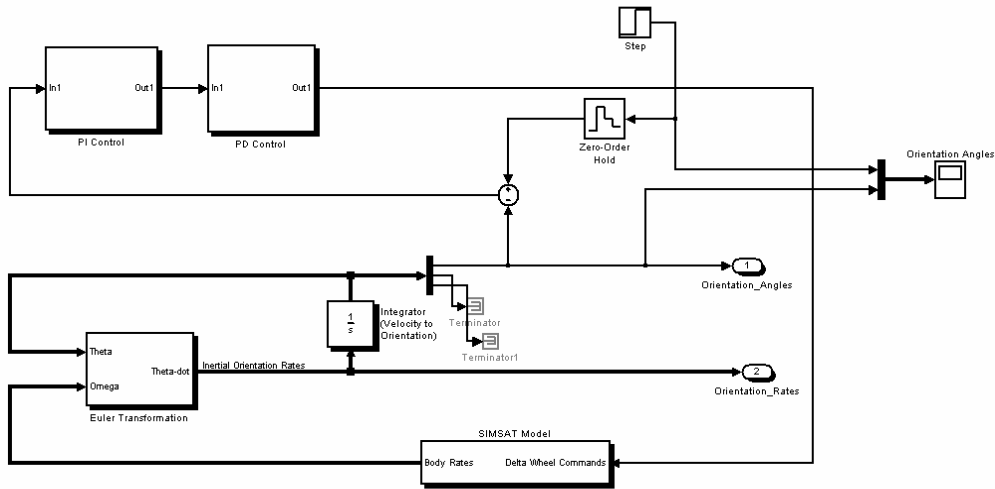 Step
In1
Out1
PI Control
In1
Out1
PD Control
Zero-Order
Hold
Orientation Angles
+
-
1
Orientation_Angles
1
s
Integrator
(Velocity to
Orientation)
Terminator
Terminator1
Theta
Omega
Theta-dot
Euler Transformation
Inertial Orientation Rates
2
Orientation_Rates
SIMSAT Model
Body Rates
Delta Wheel Commands